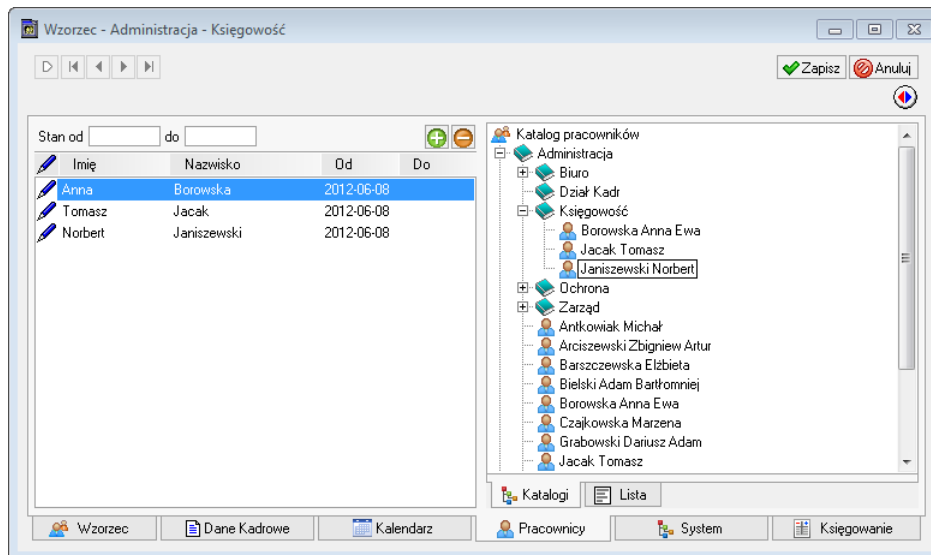 Wzorzec - Administracja - Księgowość
D
Zapisz Anuluj
Stan od do
Imię Nazwisko Od Do
Anna Borowska 2012-06-08
Tomasz Jacak 2012-06-08
Norbert Janiszewski 2012-06-08
Katalog pracowników
Administracja
Biuro
Dział Kadr
Księgowość
Borowska Anna Ewa
Jacak Tomasz
Janiszewski Norbert
Ochrona
Zarząd
Antkowiak Michał
Arciszewski Zbigniew Artur
Barszczewska Elżbieta
Bielski Adam Bartłomniej
Borowska Anna Ewa
Czajkowska Marzena
Grabowski Dariusz Adam
Jacak Tomasz
Katalogi Lista
Wzorzec Dane Kadrowe Kalendarz Pracownicy System Księgowanie